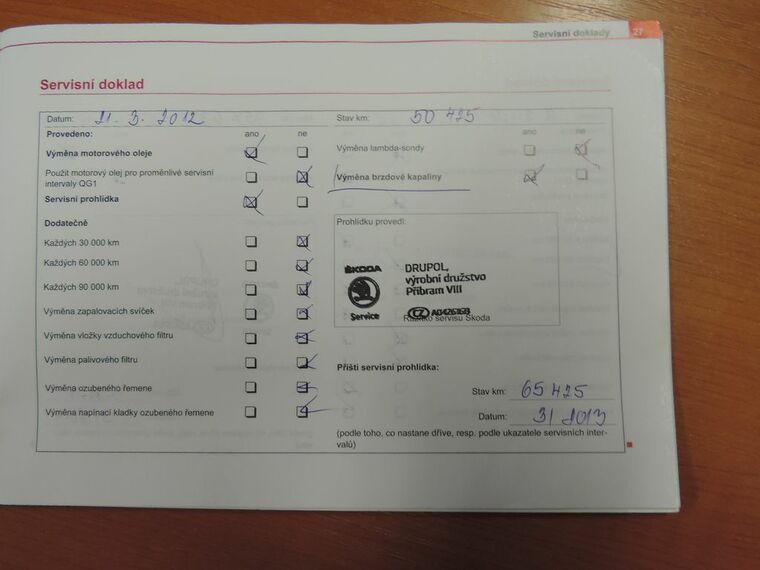 Servisní doklady 27
Servisní doklad
Datum: 21. 3. 2012 Stav km: 50 425
Provedeno: ano ne ano ne
Výměna motorového oleje
Výměna lambda-sondy
Použit motorový olej pro proměnlivé servisní
intervaly QG1
Výměna brzdové kapaliny
Servisní prohlídka
Dodatečně
Prohlídku provedl:
Každých 30 000 km
Každých 60 000 km
Každých 90 000 km
Výměna zapalovacích svíček
Výměna vložky vzduchového filtru
Výměna palivového filtru
Výměna ozubeného řemene
Výměna napínací kladky ozubeného řemene
ŠKODA
Service
DRUPOL,
výrobní družstvo
Příbram VIII
CZ
Razítko servisu Škoda
Příští servisní prohlídka:
Stav km: 65 425
Datum: 3/2013
(podle toho, co nastane dříve, resp. podle ukazatele servisních inter-
valů)